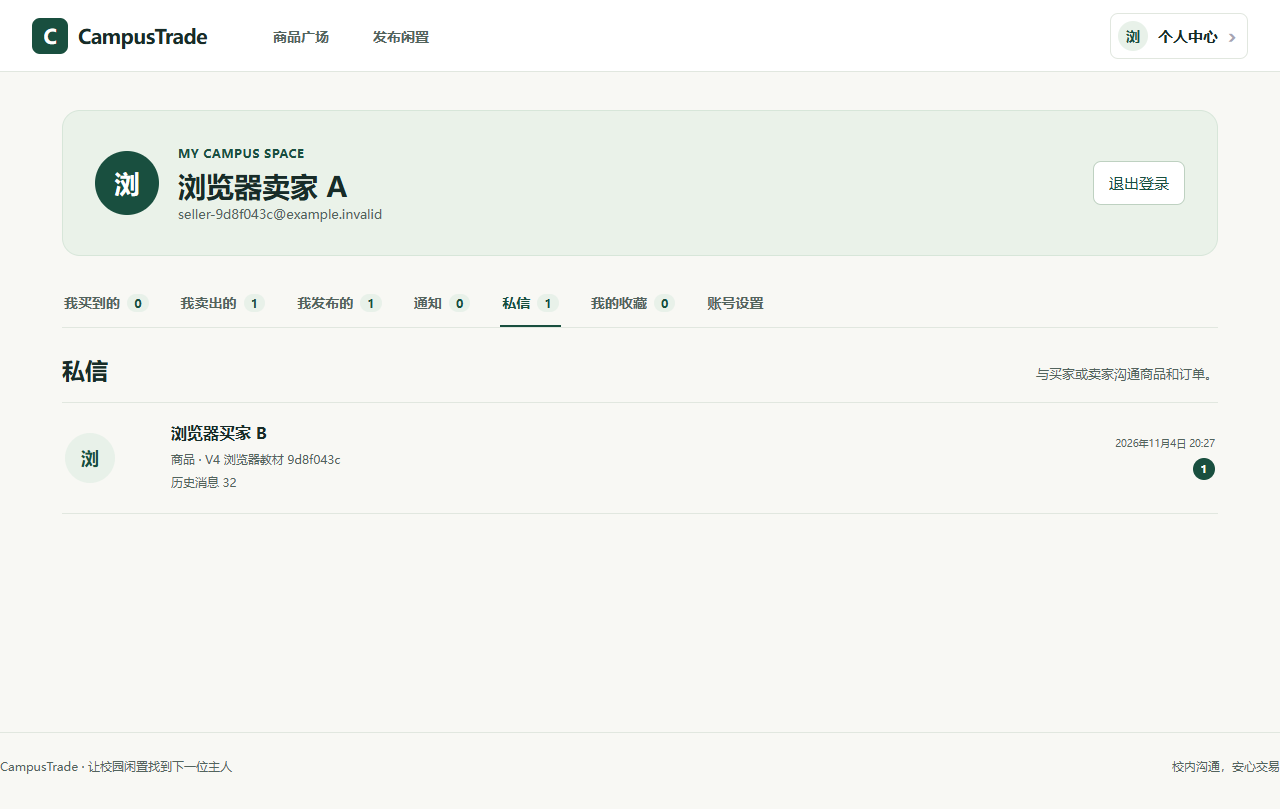 C CampusTrade 商品广场 发布闲置 浏 个人中心 ›
MY CAMPUS SPACE
浏 浏览器卖家 A 退出登录
seller-9d8f043c@example.invalid
我买到的 0 我卖出的 1 我发布的 1 通知 0 私信 1 我的收藏 0 账号设置
私信 与买家或卖家沟通商品和订单。
浏览器买家 B
2026年11月4日 20:27
浏 商品 · V4 浏览器教材 9d8f043c
1
历史消息 32
CampusTrade · 让校园闲置找到下一位主人 校内沟通，安心交易